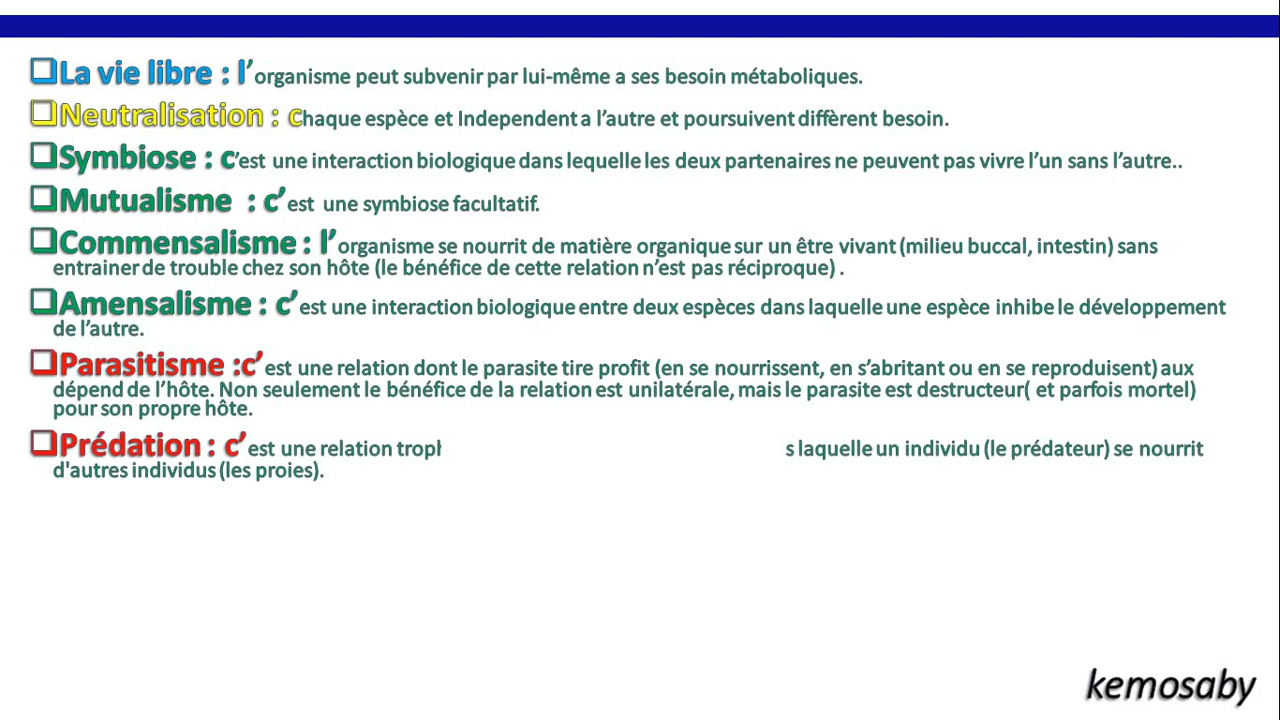 ❑La vie libre : l’organisme peut subvenir par lui-même a ses besoin métaboliques.
❑Neutralisation : chaque espèce et Independent a l’autre et poursuivent diffèrent besoin.
❑Symbiose : c’est une interaction biologique dans lequelle les deux partenaires ne peuvent pas vivre l’un sans l’autre..
❑Mutualisme : c’est une symbiose facultatif.
❑Commensalisme : l’organisme se nourrit de matière organique sur un être vivant (milieu buccal, intestin) sans
entrainer de trouble chez son hôte (le bénéfice de cette relation n’est pas réciproque) .
❑Amensalisme : c’est une interaction biologique entre deux espèces dans laquelle une espèce inhibe le développement
de l’autre.
❑Parasitisme :c’est une relation dont le parasite tire profit (en se nourrissent, en s’abritant ou en se reproduisent) aux
dépend de l’hôte. Non seulement le bénéfice de la relation est unilatérale, mais le parasite est destructeur( et parfois mortel)
pour son propre hôte.
❑Prédation : c’est une relation s laquelle un individu (le prédateur) se nourrit
d'autres individus (les proies).
kemosaby